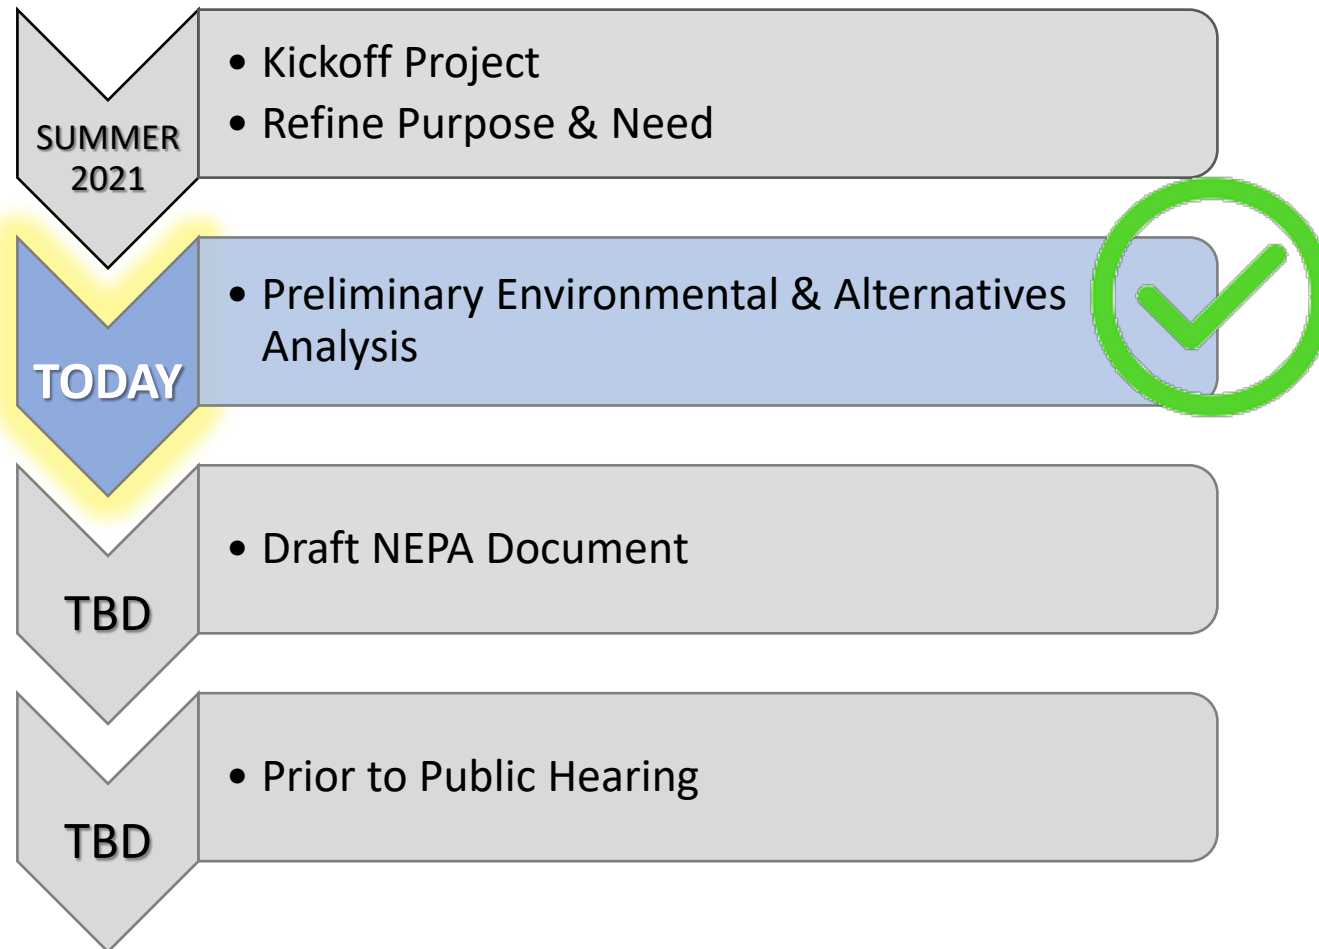 SUMMER
2021
• Kickoff Project
• Refine Purpose & Need
TODAY
• Preliminary Environmental & Alternatives
Analysis
TBD
• Draft NEPA Document
TBD
• Prior to Public Hearing